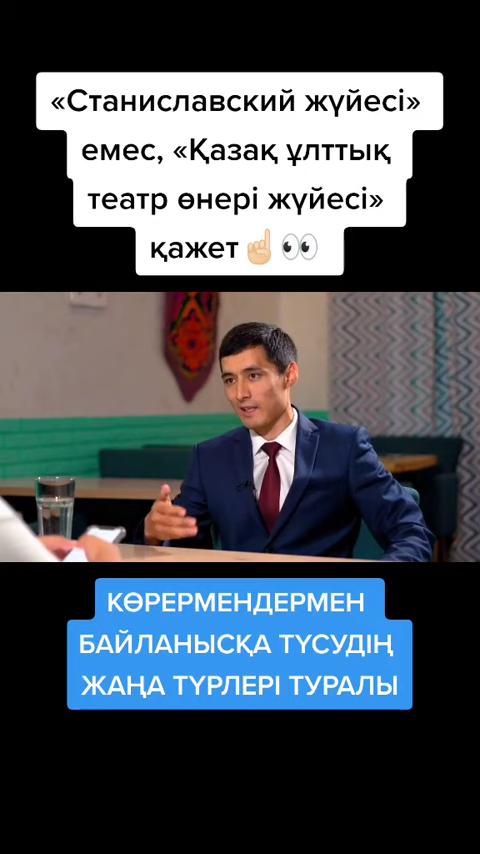 «Станиславский жүйесі»
емес, «Қазақ ұлттық
театр өнері жүйесі»
қажет☝🏻👀
КӨРЕРМЕНДЕРМЕН
БАЙЛАНЫСҚА ТҮСУДІҢ
ЖАҢА ТҮРЛЕРІ ТУРАЛЫ